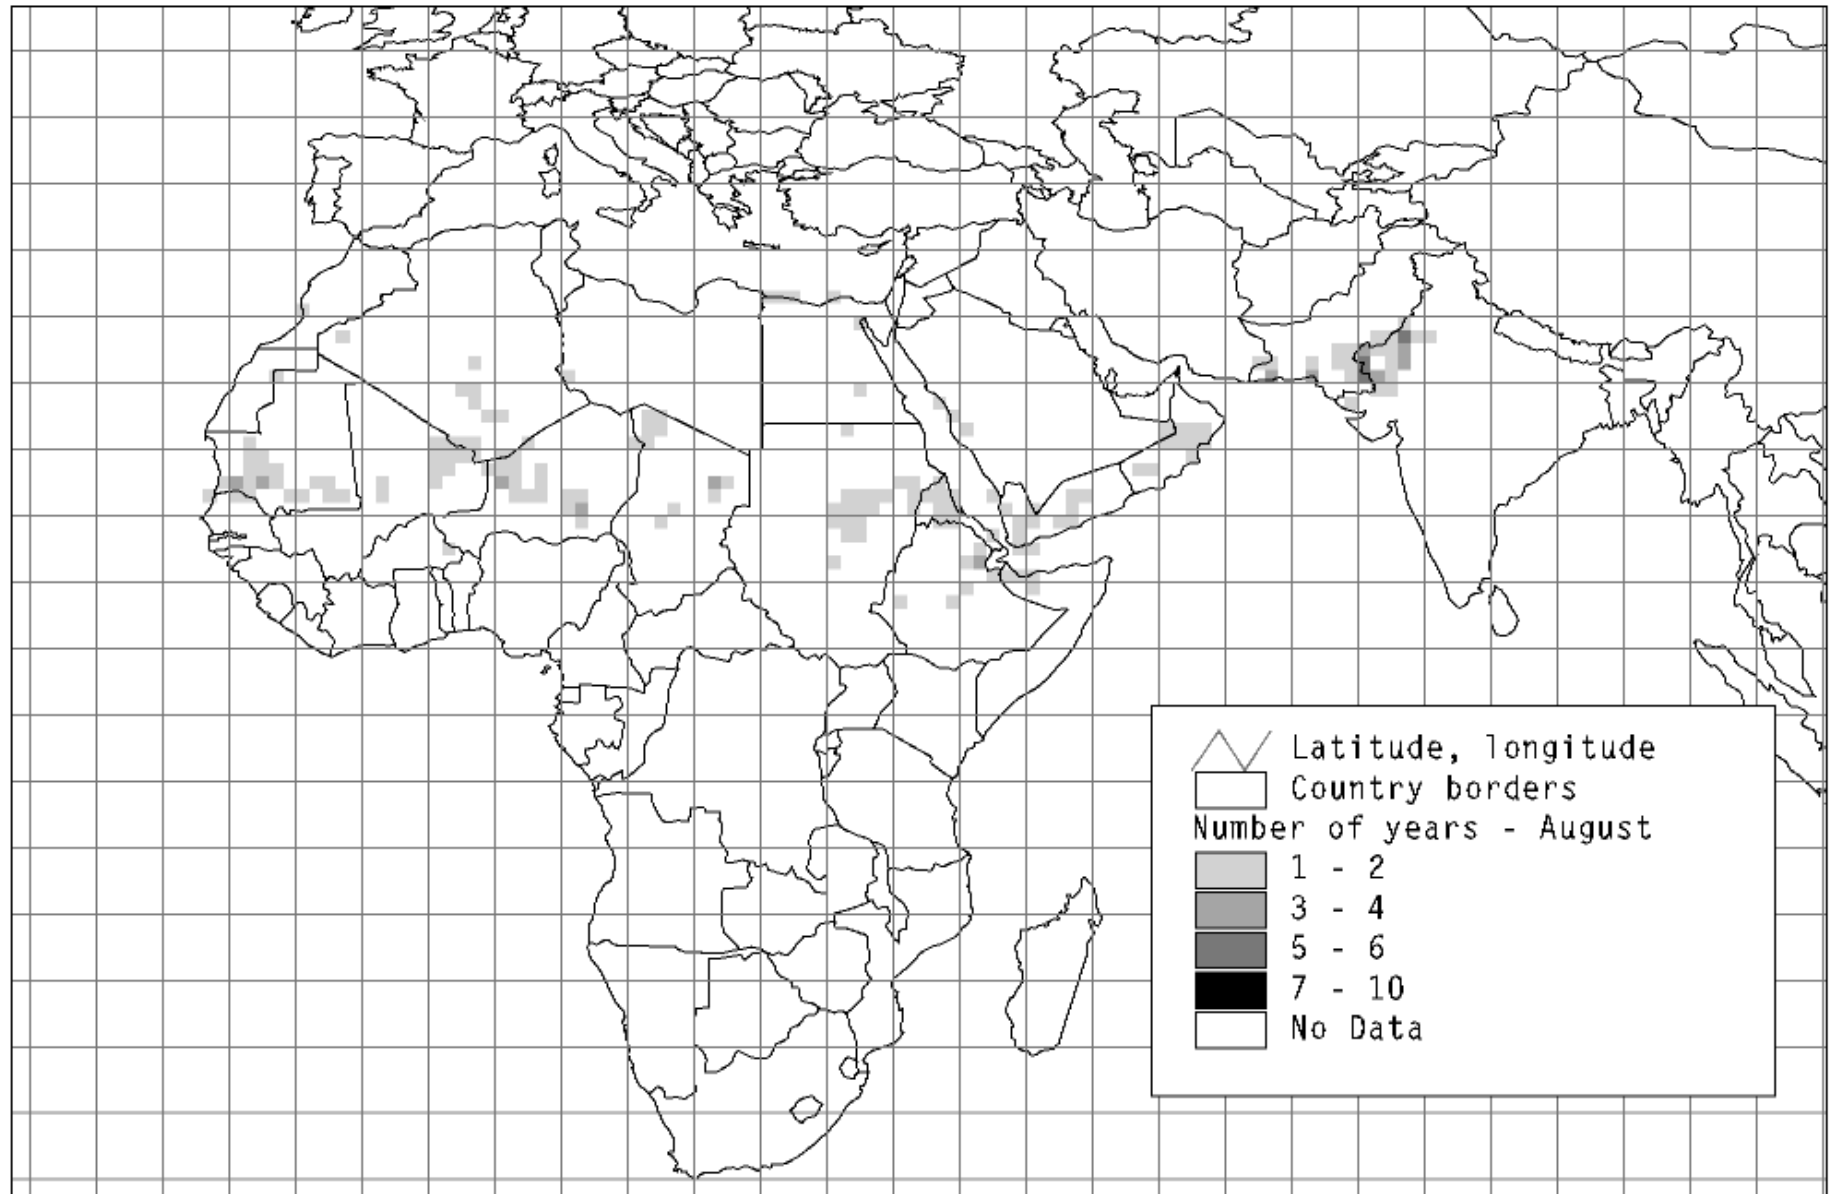 Latitude, longitude
Country borders
Number of years - August
1 - 2
3 - 4
5 - 6
7 - 10
No Data